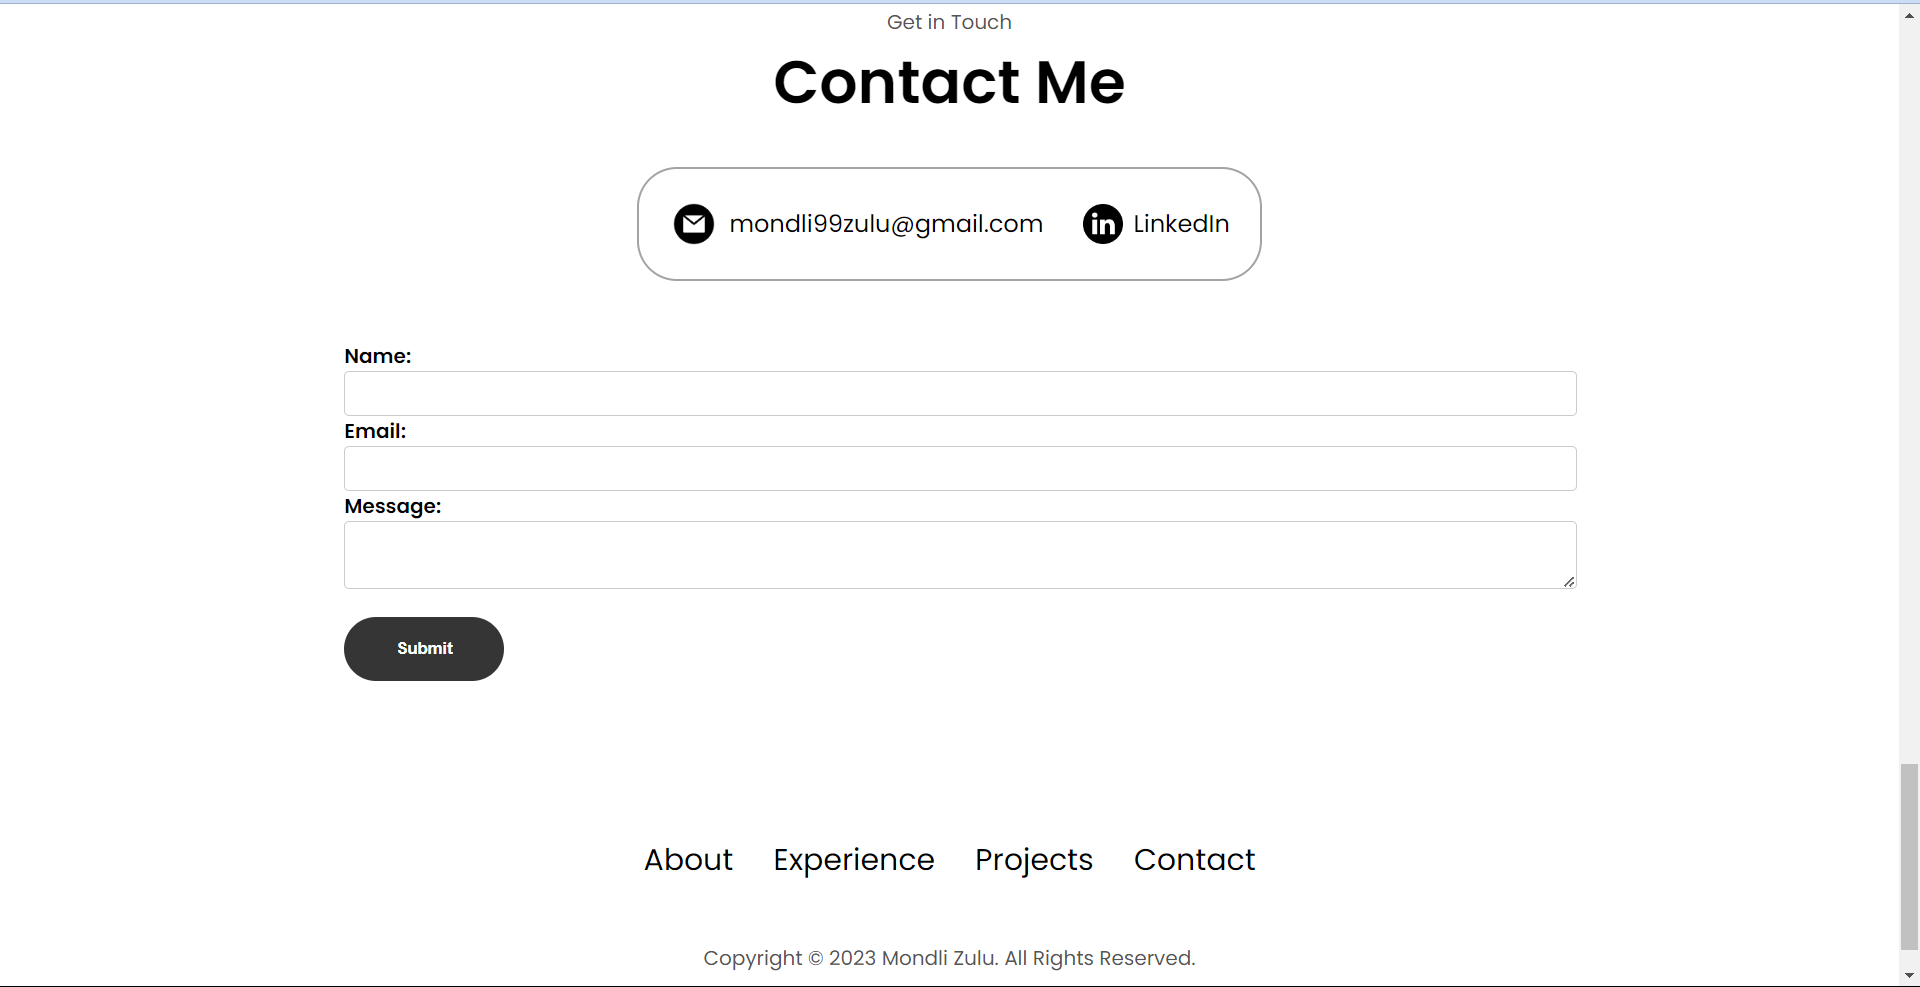 Get in Touch
Contact Me
mondli99zulu@gmail.com LinkedIn
Name:
Email:
Message:
Submit
About Experience Projects Contact
Copyright © 2023 Mondli Zulu. All Rights Reserved.